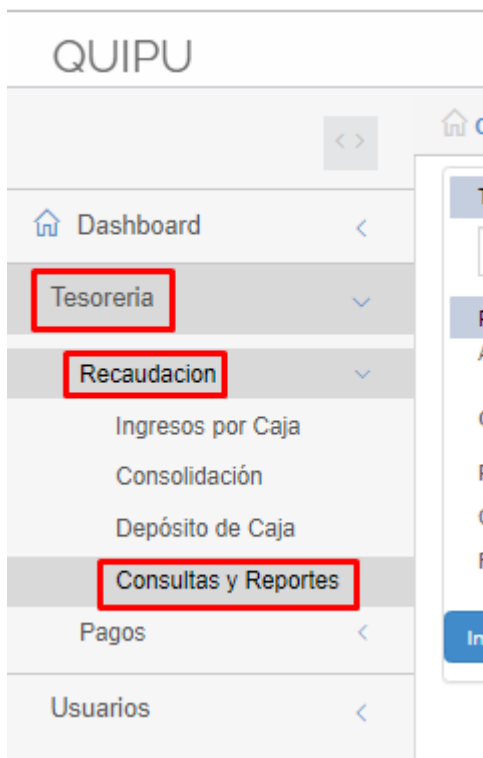 QUIPU
Dashboard
Tesoreria
Recaudacion
Ingresos por Caja
Consolidación
Depósito de Caja
Consultas y Reportes
Pagos
Usuarios